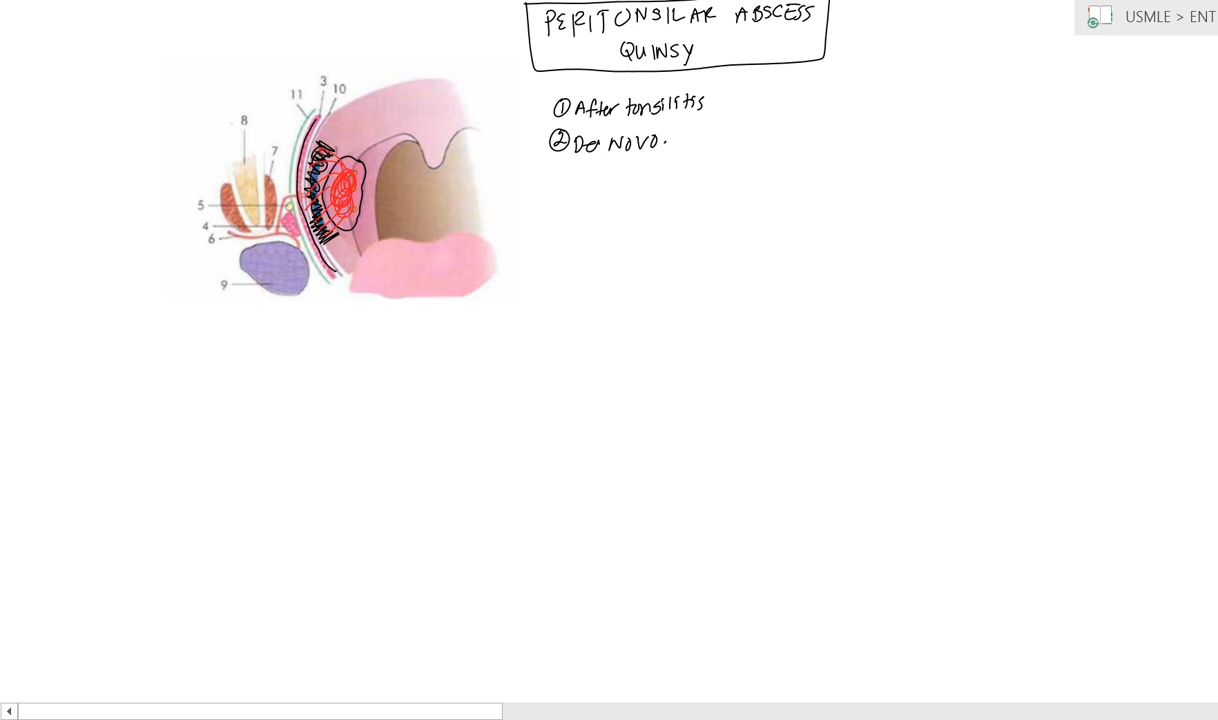 PERITONSILAR ABSCESS
QUINSY
USMLE > ENT
① After tonsilitis
② De Novo.
3
10
11
8
7
5
4
6
9